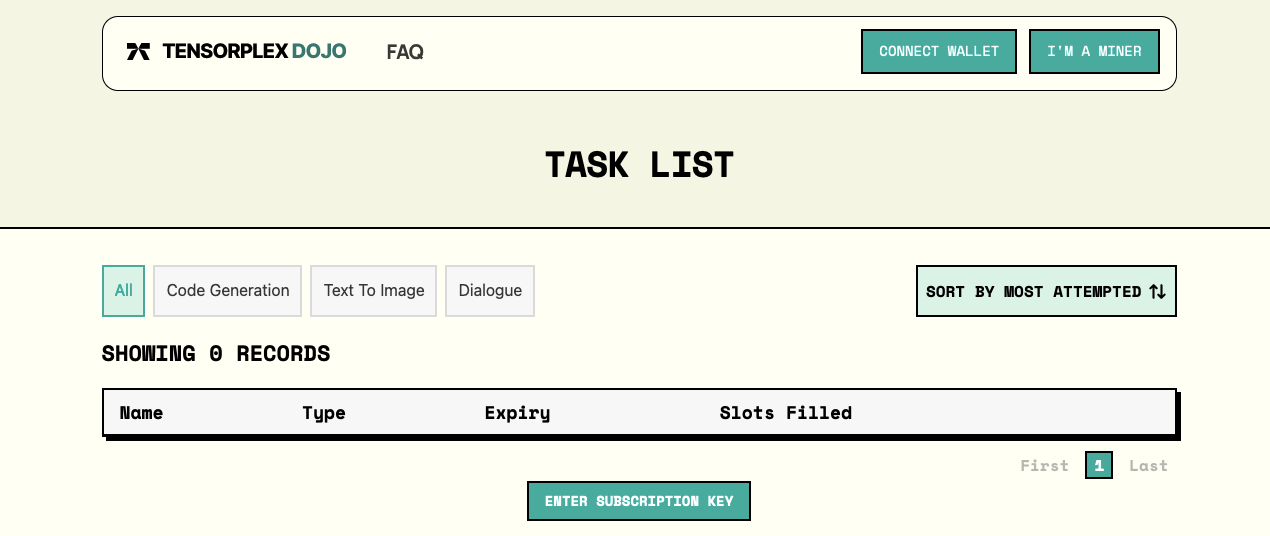 TENSORPLEX DOJO FAQ CONNECT WALLET I'M A MINER
TASK LIST
All Code Generation Text To Image Dialogue SORT BY MOST ATTEMPTED
SHOWING 0 RECORDS
Name Type Expiry Slots Filled
First 1 Last
ENTER SUBSCRIPTION KEY